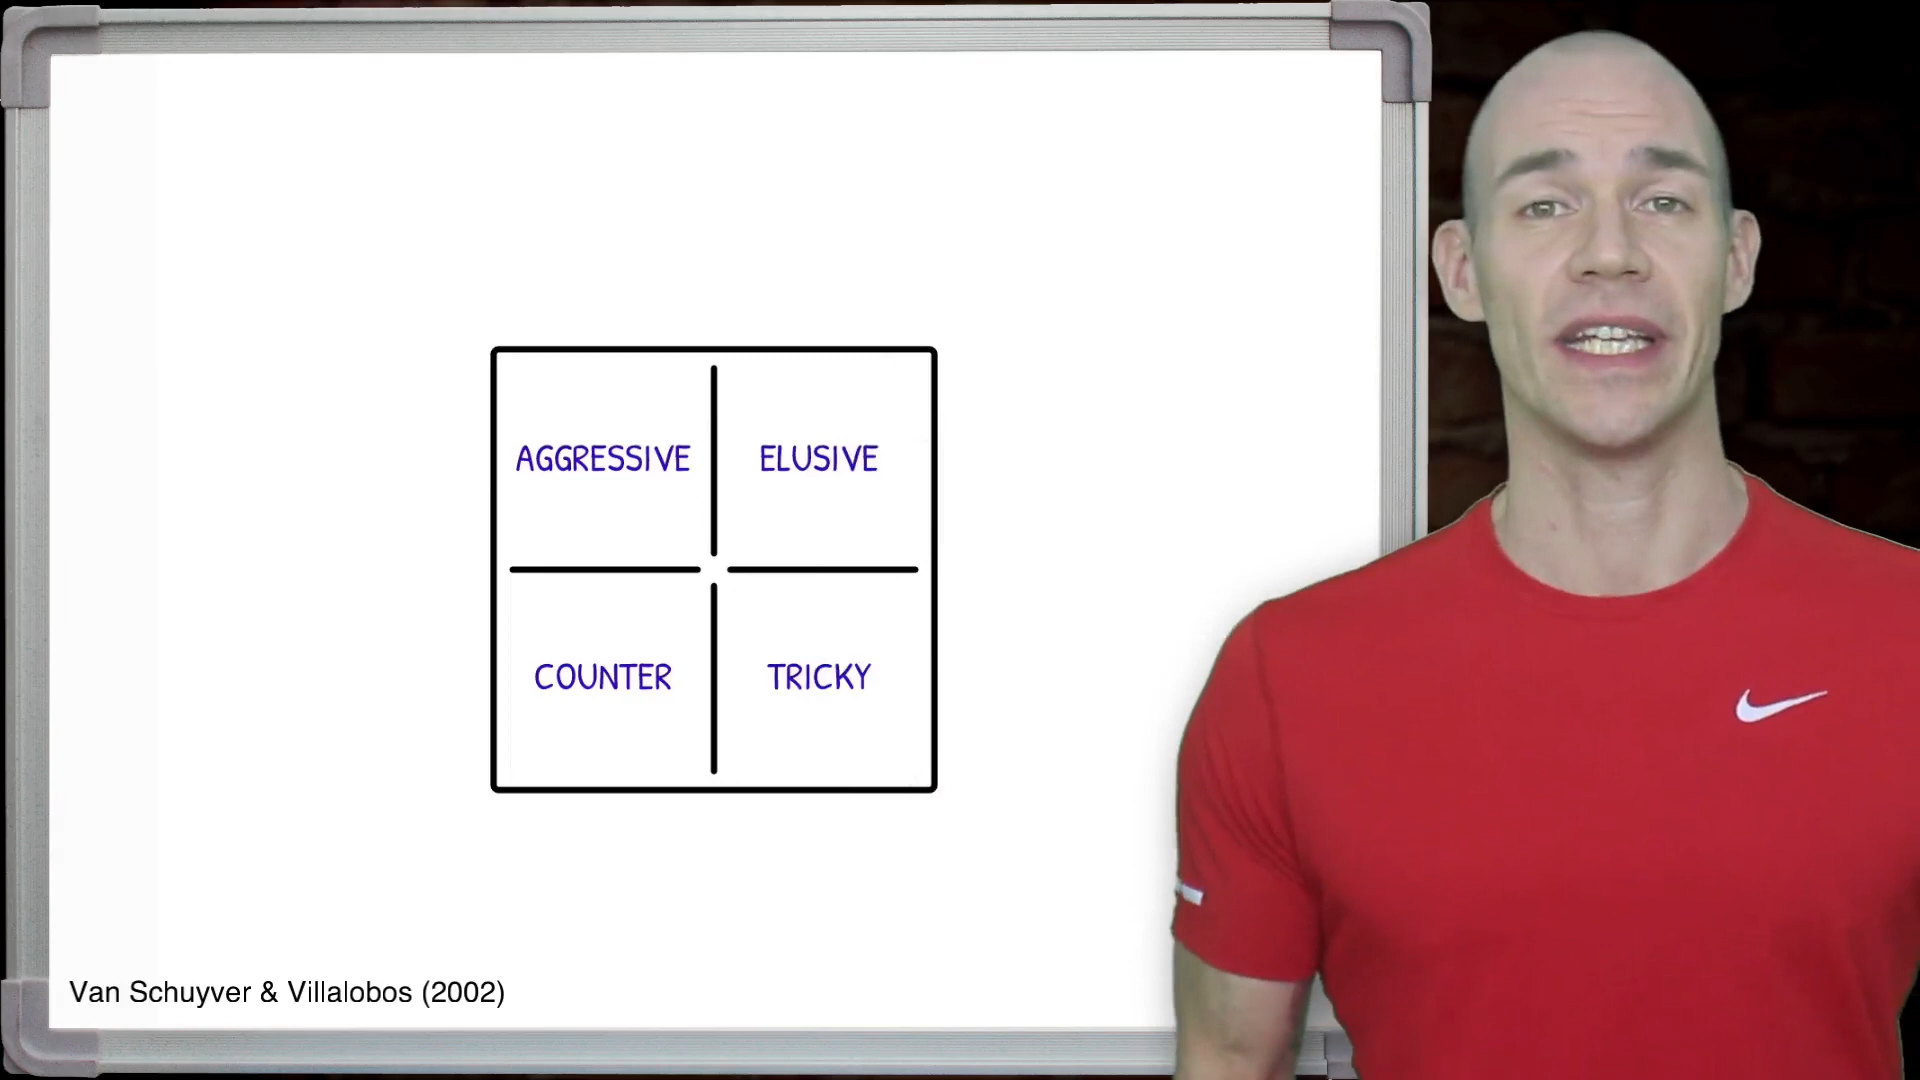 AGGRESSIVE
ELUSIVE
COUNTER
TRICKY
Van Schuyver & Villalobos (2002)